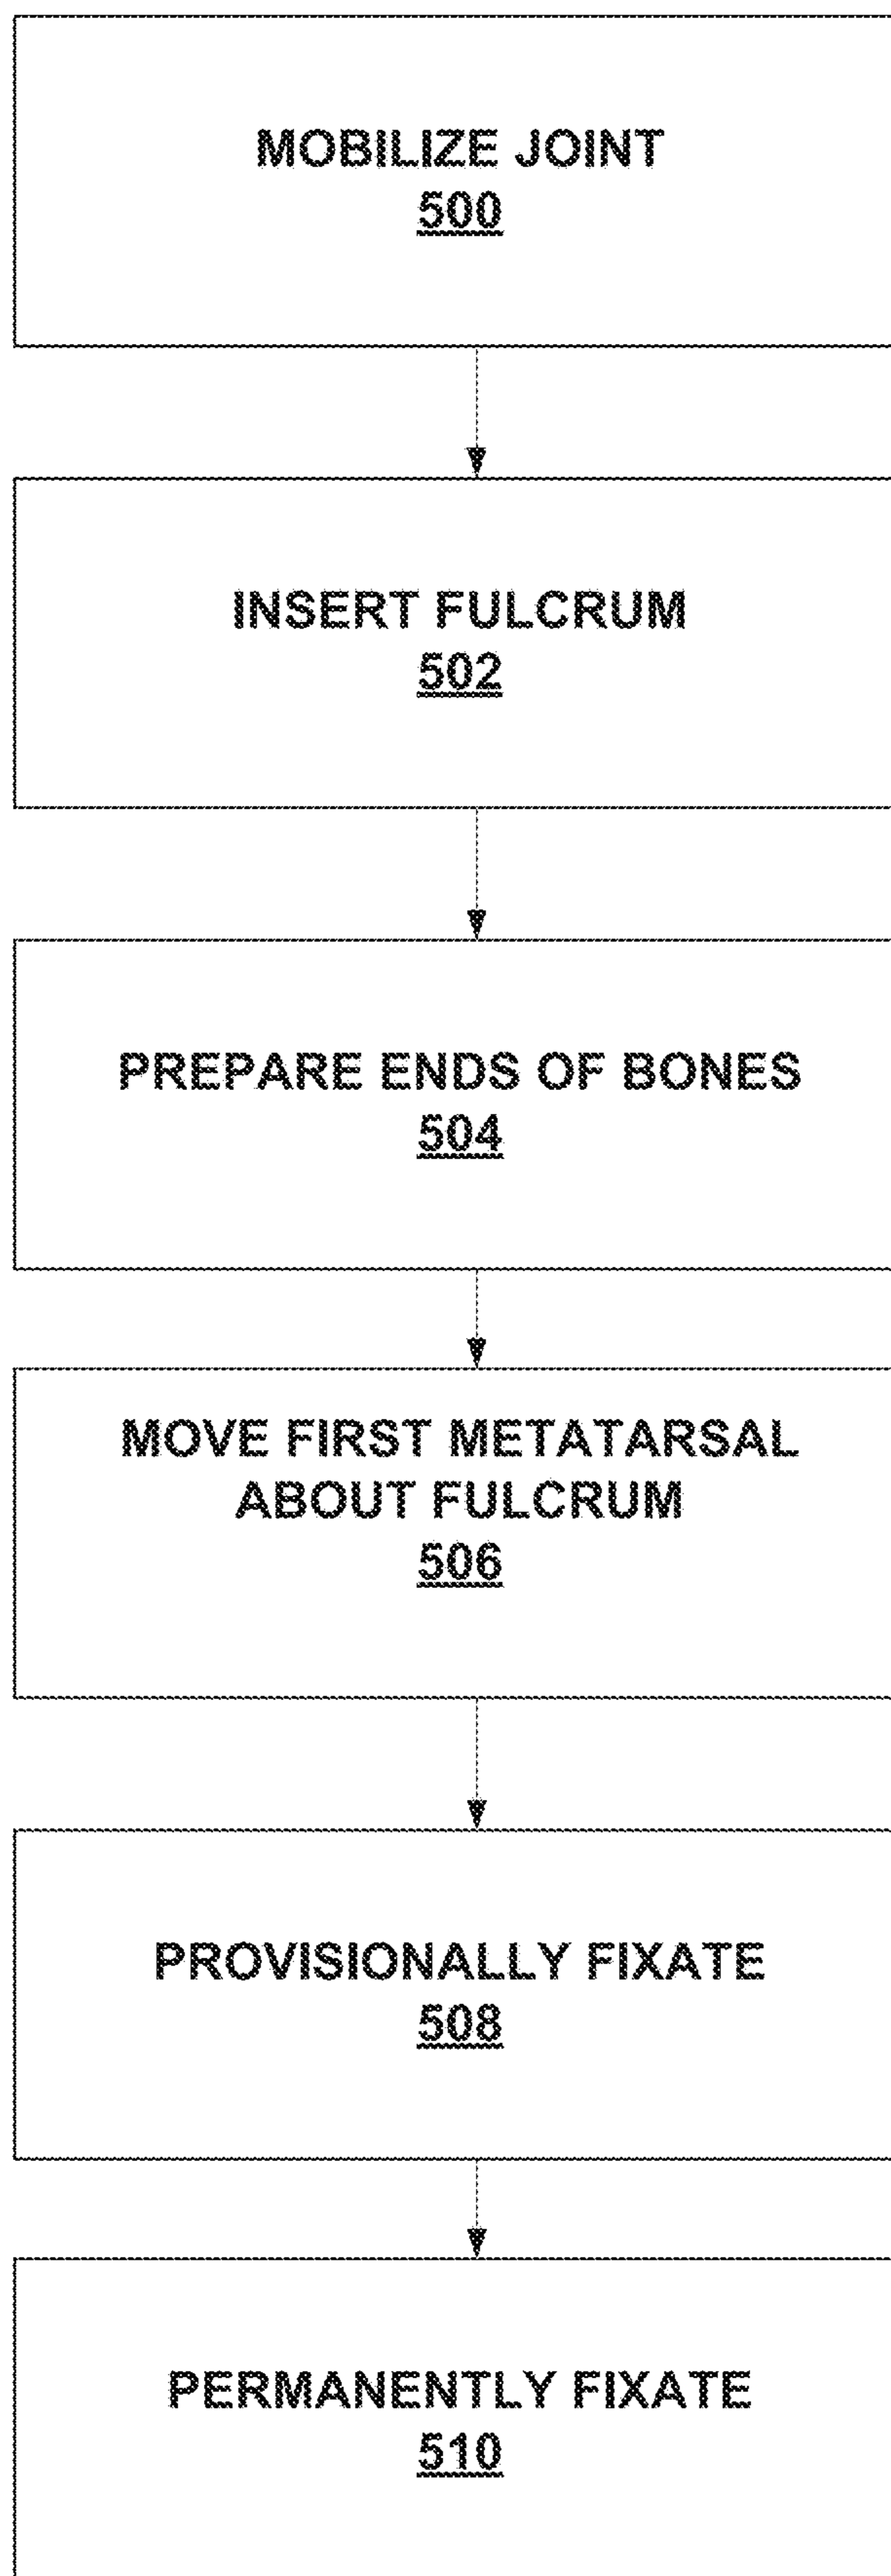 MOBILIZE JOINT
500
INSERT FULCRUM
502
PREPARE ENDS OF BONES
504
MOVE FIRST METATARSAL
ABOUT FULCRUM
506
PROVISIONALLY FIXATE
508
PERMANENTLY FIXATE
510